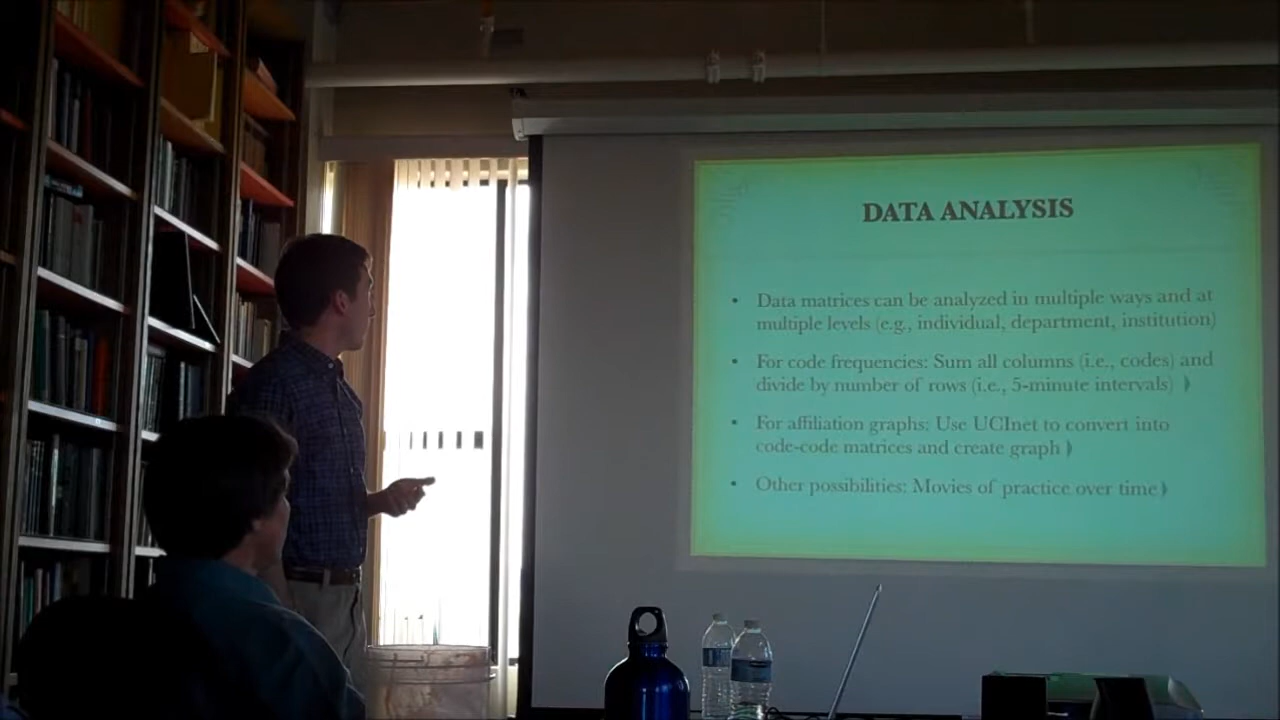 DATA ANALYSIS
• Data matrices can be analyzed in multiple ways and at
multiple levels (e.g., individual, department, institution)
• For code frequencies: Sum all columns (i.e., codes) and
divide by number of rows (i.e., 5-minute intervals)
• For affiliation graphs: Use UCInet to convert into
code-code matrices and create graph
• Other possibilities: Movies of practice over time